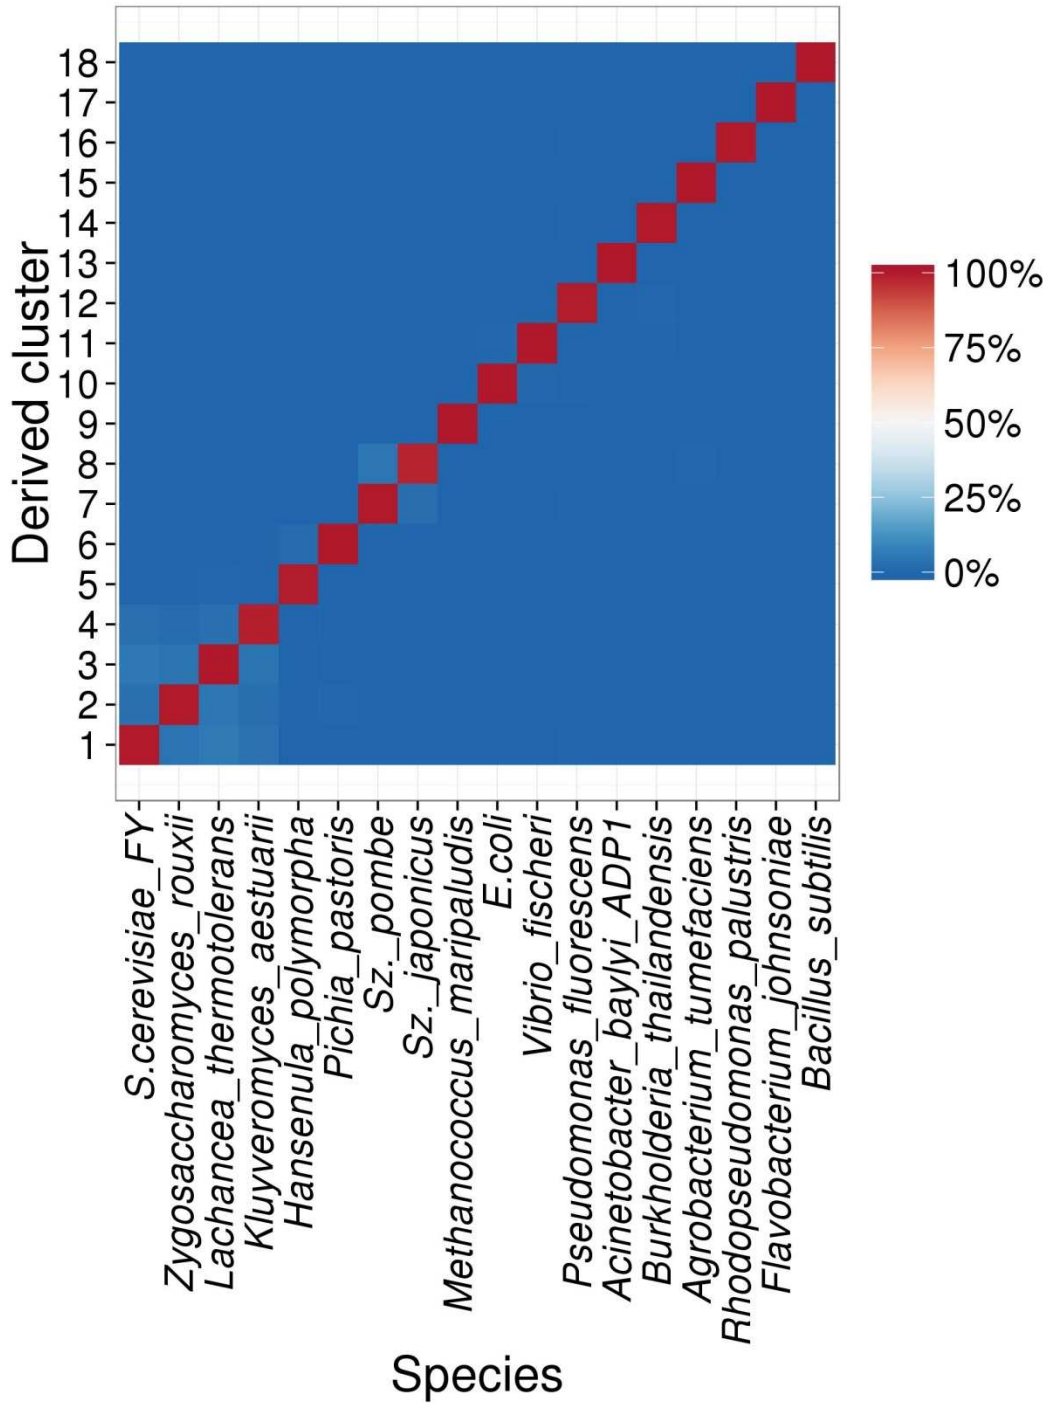 Derived cluster
18
17
16
15
14
13
12
11
10
9
8
7
6
5
4
3
2
1
100%
75%
50%
25%
0%
S.cerevisiae_FY
Zygosaccharomyces_rouxii
Lachancea_thermotolerans
Kluyveromyces_aestuarii
Hansenula_polymorpha
Pichia_pastoris
Sz._pombe
Sz._japonicus
Methanococcus_maripaludis
E.coli
Vibrio_fischeri
Pseudomonas_fluorescens
Acinetobacter_baylyi_ADP1
Burkholderia_thailandensis
Agrobacterium_tumefaciens
Rhodopseudomonas_palustris
Flavobacterium_johnsoniae
Bacillus_subtilis
Species